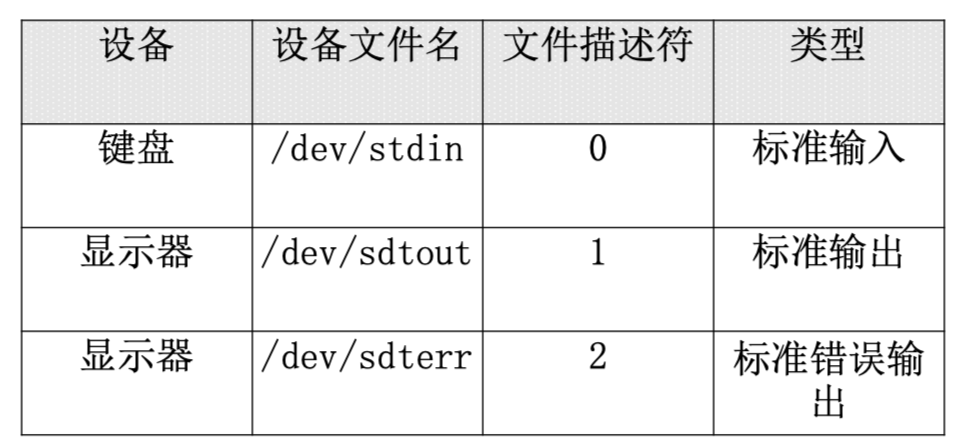 设备 设备文件名 文件描述符 类型
键盘 /dev/stdin 0 标准输入
显示器 /dev/sdtout 1 标准输出
显示器 /dev/sdterr 2 标准错误输
出